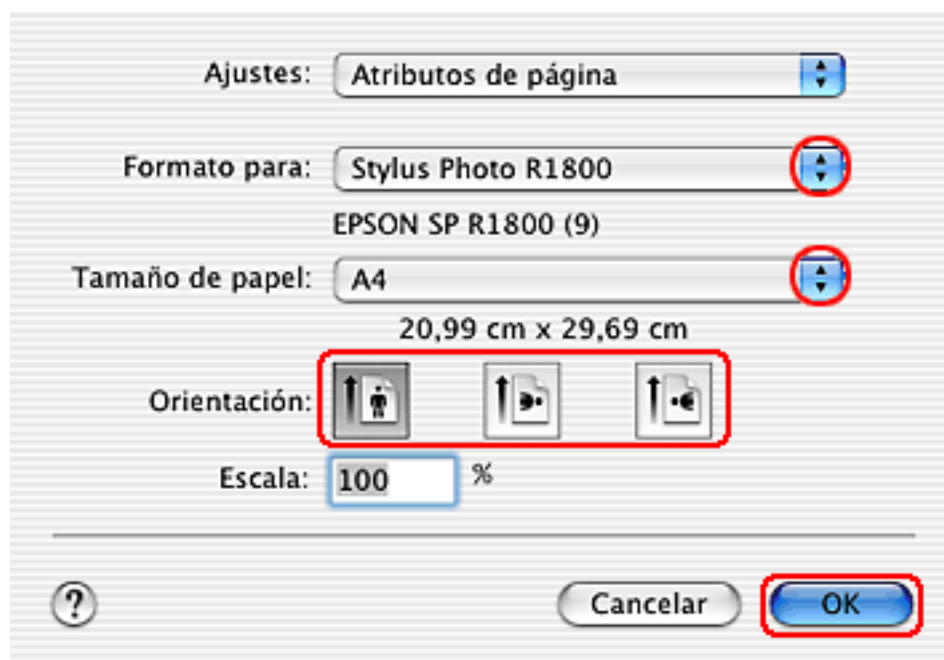 Ajustes: Atributos de página
Formato para: Stylus Photo R1800
EPSON SP R1800 (9)
Tamaño de papel: A4
20,99 cm x 29,69 cm
Orientación:
Escala: 100 %
? Cancelar OK